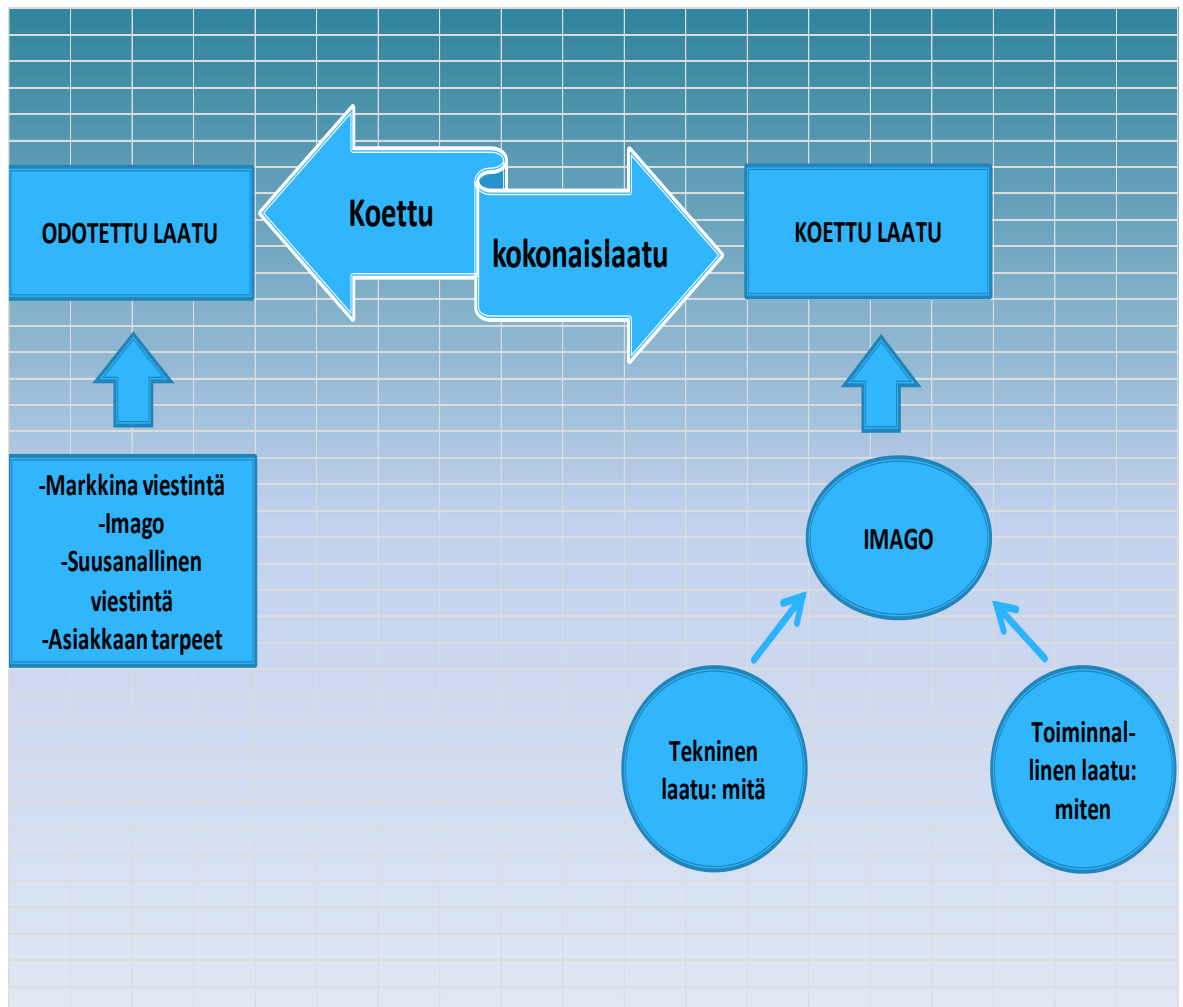 Koettu
kokonaislaatu
ODOTETTU LAATU
KOETTU LAATU
-Markkina viestintä
-Imago
-Suusanallinen
viestintä
-Asiakkaan tarpeet
IMAGO
Tekninen
laatu: mitä
Toiminnal-
linen laatu:
miten